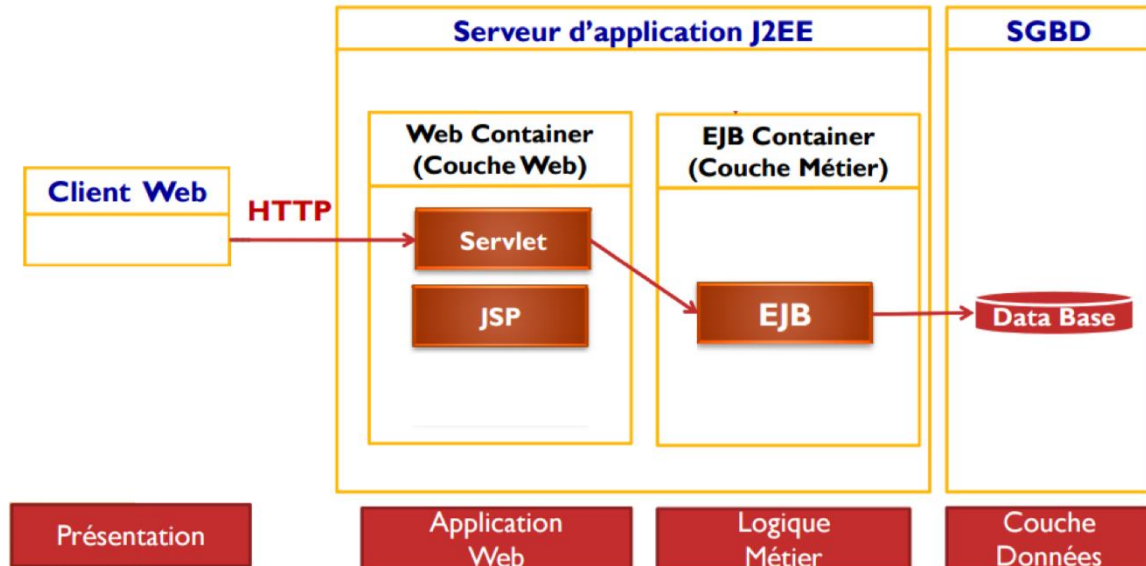 Serveur d'application J2EE
SGBD
Web Container
(Couche Web)
EJB Container
(Couche Métier)
Client Web
HTTP
Servlet
JSP
EJB
Data Base
Présentation
Application
Web
Logique
Métier
Couche
Données